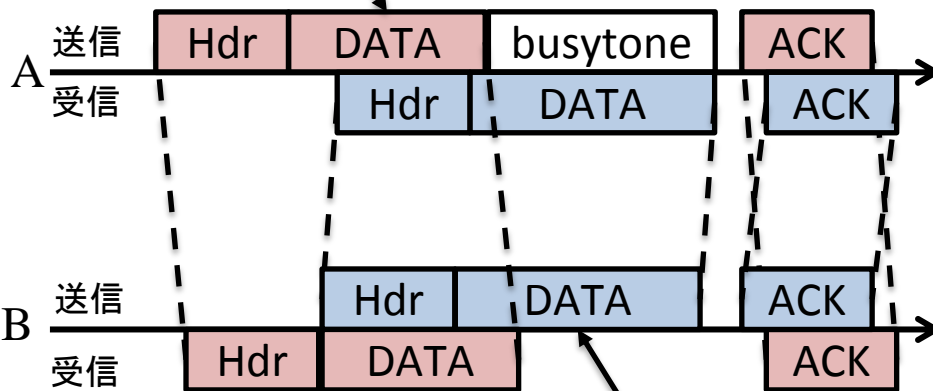 送信 Hdr DATA busytone ACK
A
受信 Hdr DATA ACK
送信 Hdr DATA ACK
B
受信 Hdr DATA ACK